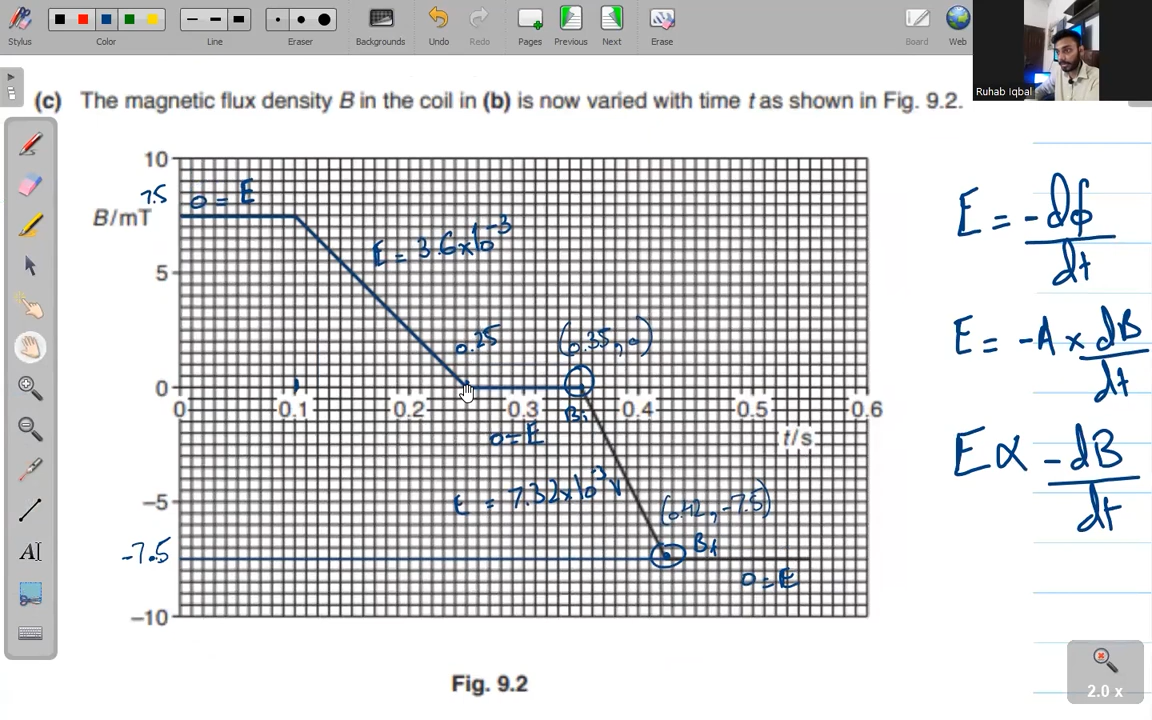 Stylus
Color
Line
Eraser
Backgrounds
Undo
Redo
Pages
Previous
Next
Erase
Board
Web
Ruhab Iqbal
(c) The magnetic flux density B in the coil in (b) is now varied with time t as shown in Fig. 9.2.
10
7.5
0 = E
B/mT
E = 3.6x10⁻³
5
0.25
(0.35, 0)
0
0 0.1 0.2 0.3 0.4 0.5 0.6
0 = E
t/s
= 7.32x10⁻³ V
-5
, -7.5)
-7.5
0 = E
-10
Fig. 9.2
E = -dϕ/dt
E = -A x dB/dt
E ∝ -dB/dt
2.0 x